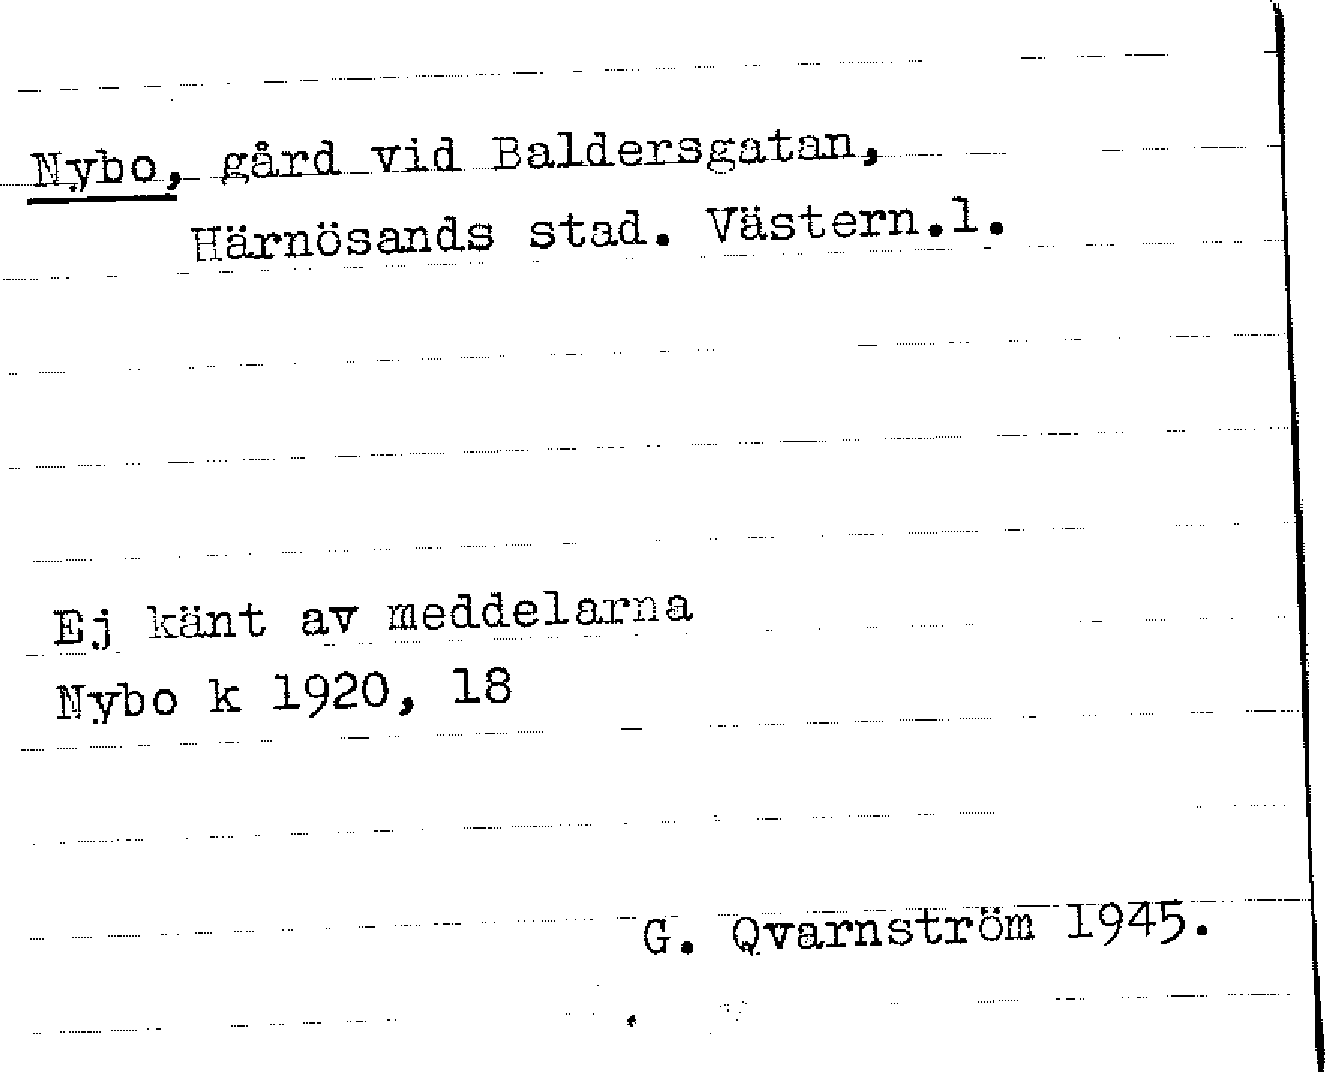 Nybo, gård vid Baldersgatan,
Härnösands stad. Västern.l.
Ej känt av meddelarna
Nybo k 1920, 18
G. Qvarnström 1945.